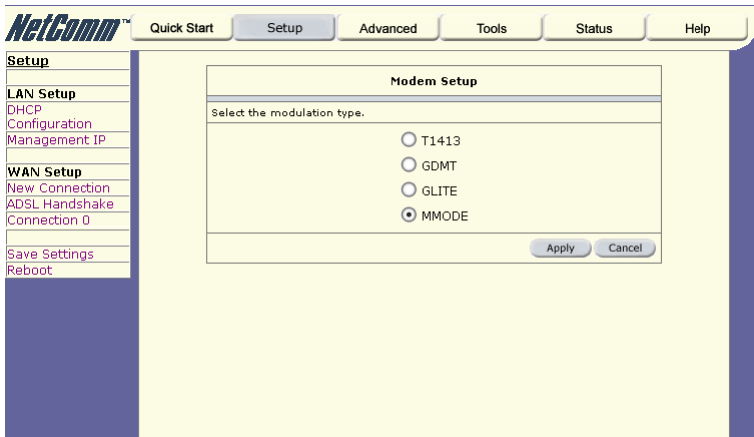 NetComm™
Quick Start
Setup
Advanced
Tools
Status
Help
Setup
LAN Setup
DHCP
Configuration
Management IP
WAN Setup
New Connection
ADSL Handshake
Connection 0
Save Settings
Reboot
Modem Setup
Select the modulation type.
T1413
GDMT
GLITE
MMODE
Apply
Cancel